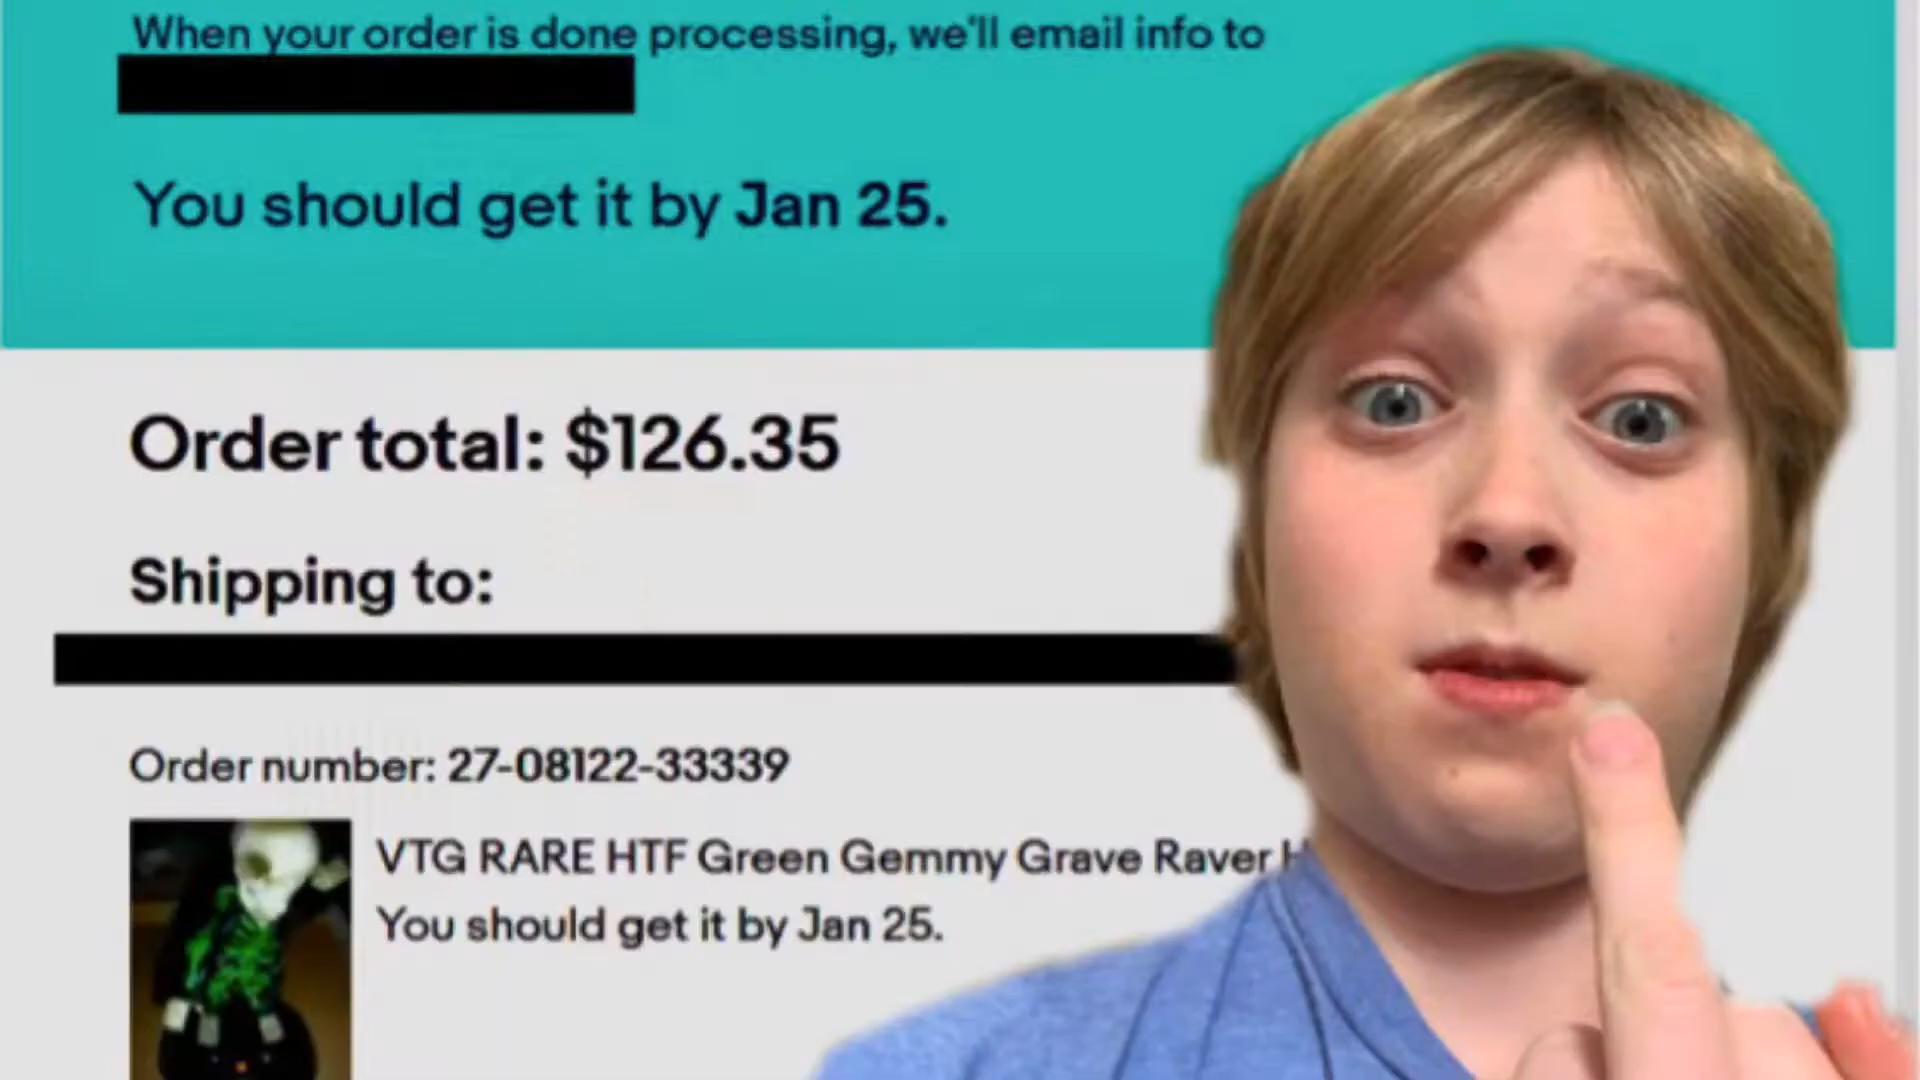 When your order is done processing, we'll email info to
You should get it by Jan 25.
Order total: $126.35
Shipping to:
Order number: 27-08122-33339
VTG RARE HTF Green Gemmy Grave Raver
You should get it by Jan 25.